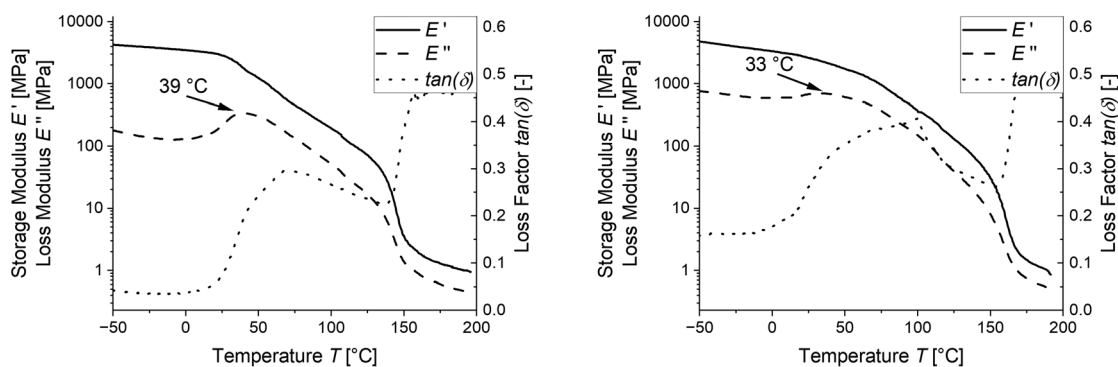 Storage Modulus E' [MPa]
Loss Modulus E" [MPa]
10000
1000
100
10
1
39 °C
E'
E"
tan(δ)
0.6
0.5
0.4
0.3
0.2
0.1
0.0
Loss Factor tan(δ) [-]
−50
0
50
100
150
200
Temperature T [°C]
Storage Modulus E' [MPa]
Loss Modulus E" [MPa]
10000
1000
100
10
1
33 °C
E'
E"
tan(δ)
0.6
0.5
0.4
0.3
0.2
0.1
0.0
Loss Factor tan(δ) [-]
−50
0
50
100
150
200
Temperature T [°C]